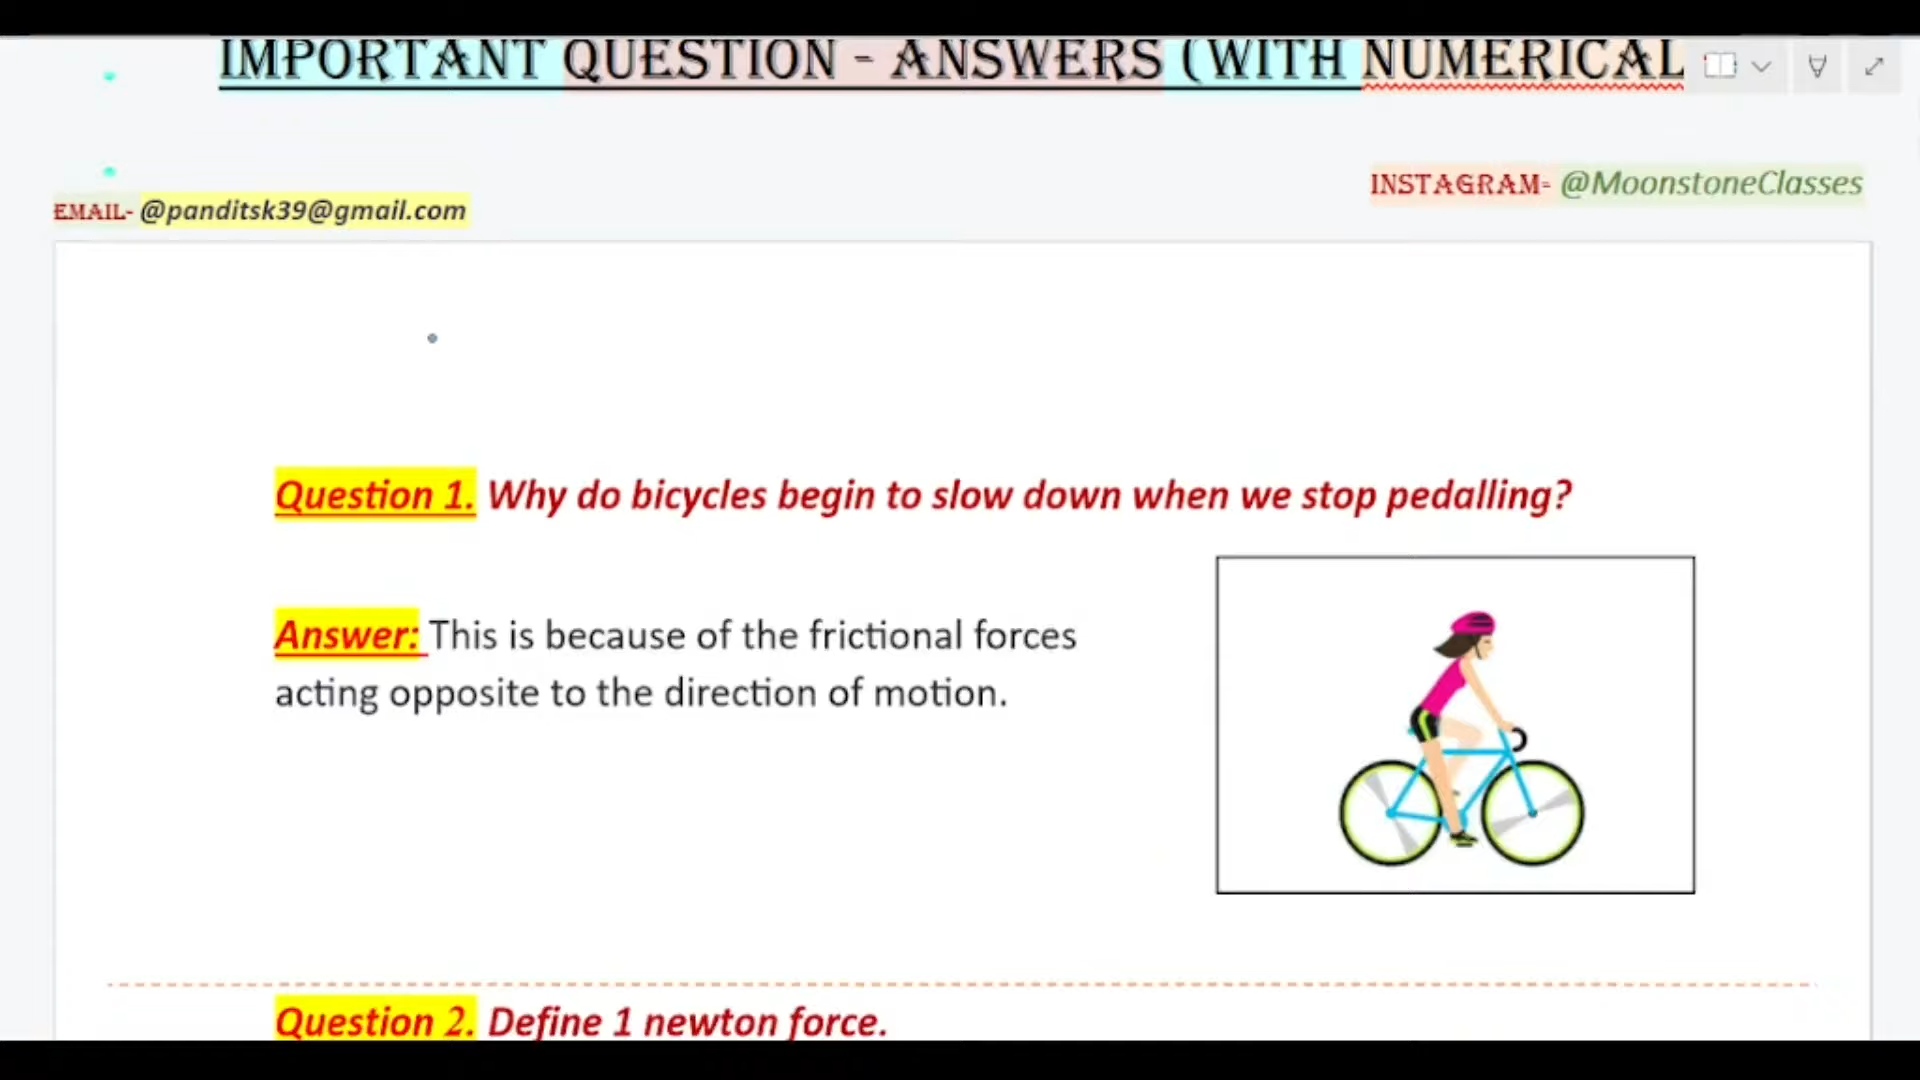 IMPORTANT QUESTION - ANSWERS (WITH NUMERICAL
INSTAGRAM- @MoonstoneClasses
EMAIL- @panditsk39@gmail.com
Question 1. Why do bicycles begin to slow down when we stop pedalling?
Answer: This is because of the frictional forces
acting opposite to the direction of motion.
Question 2. Define 1 newton force.